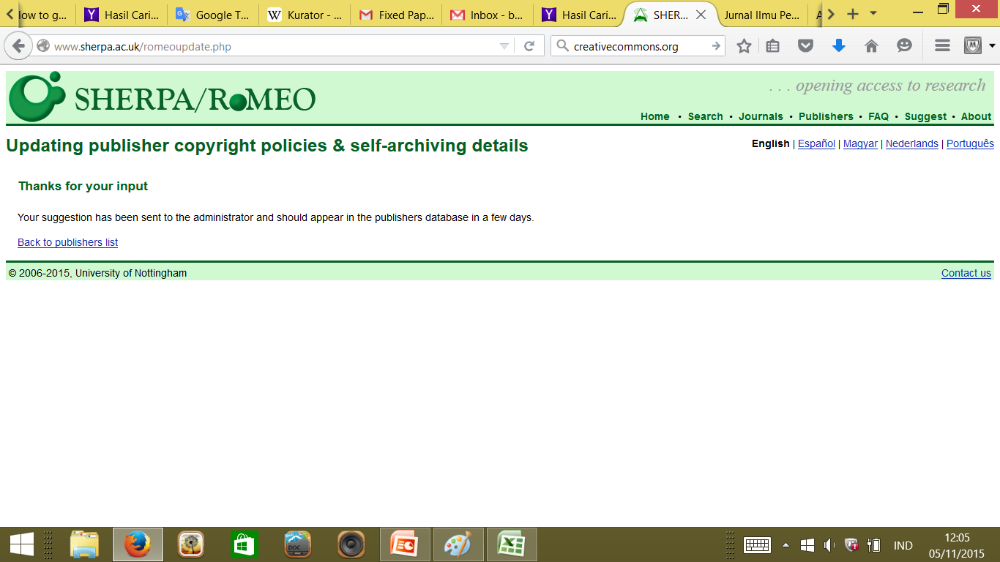 How to g...
Hasil Cari...
Google T...
Kurator - ...
Fixed Pap...
Inbox - b...
Hasil Cari...
SHER...
Jurnal Ilmu Pe...
www.sherpa.ac.uk/romeoupdate.php
creativecommons.org
SHERPA/RoMEO
. . . opening access to research
Home • Search • Journals • Publishers • FAQ • Suggest • About
Updating publisher copyright policies & self-archiving details
English | Español | Magyar | Nederlands | Português
Thanks for your input
Your suggestion has been sent to the administrator and should appear in the publishers database in a few days.
Back to publishers list
© 2006-2015, University of Nottingham
Contact us
DOC
IND
12:05
05/11/2015